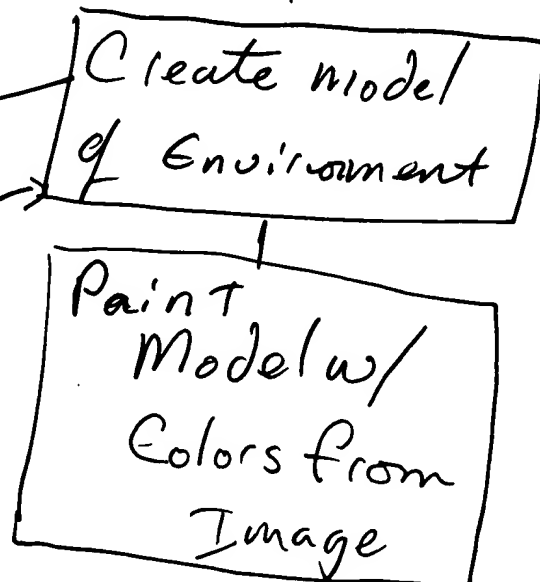 Create model
of Environment
Paint
Model w/
Colors from
Image